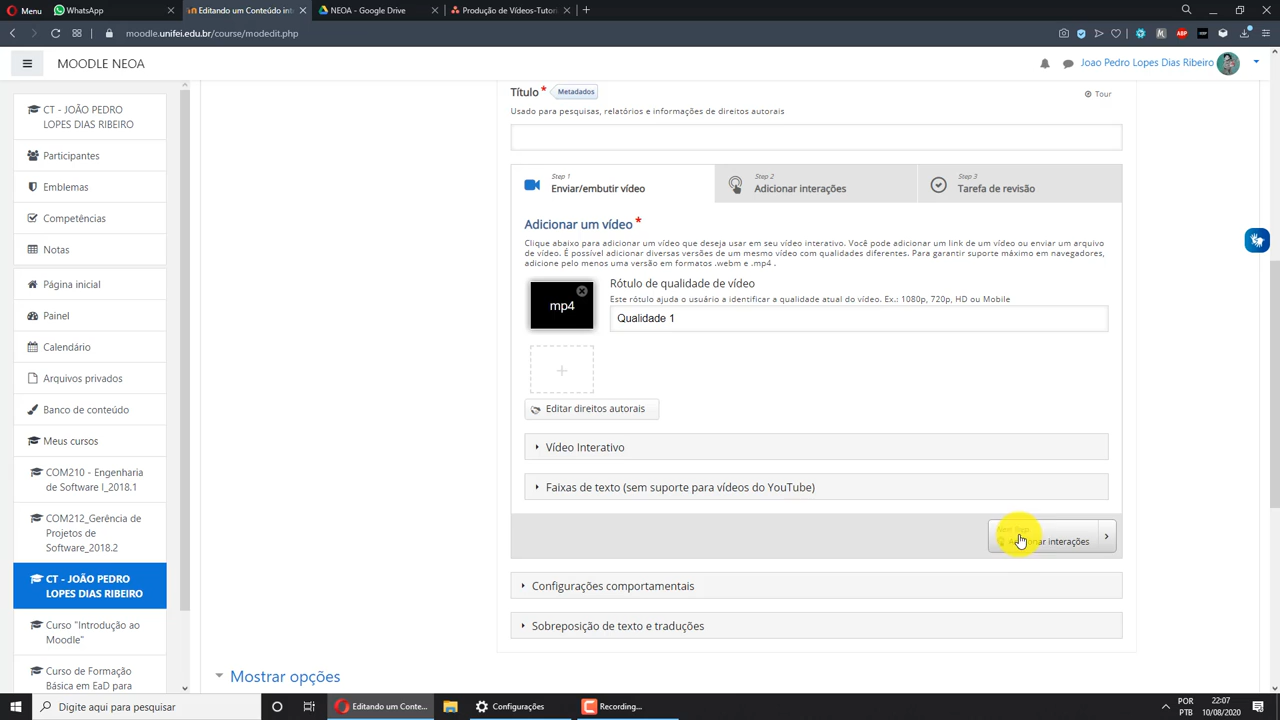 Menu
WhatsApp
Editando um Conteúdo int
NEOA - Google Drive
Produção de Vídeos-Tutori
moodle.unifei.edu.br/course/modedit.php
MOODLE NEOA
Joao Pedro Lopes Dias Ribeiro
CT - JOÃO PEDRO
LOPES DIAS RIBEIRO
Participantes
Emblemas
Competências
Notas
Página inicial
Painel
Calendário
Arquivos privados
Banco de conteúdo
Meus cursos
COM210 - Engenharia
de Software I_2018.1
COM212_Gerência de
Projetos de
Software_2018.2
CT - JOÃO PEDRO
LOPES DIAS RIBEIRO
Curso "Introdução ao
Moodle"
Curso de Formação
Básica em EaD para
Título*
Metadados
Tour
Usado para pesquisas, relatórios e informações de direitos autorais
Step 1
Enviar/embutir vídeo
Step 2
Adicionar interações
Step 3
Tarefa de revisão
Adicionar um vídeo*
Clique abaixo para adicionar um vídeo que deseja usar em seu vídeo interativo. Você pode adicionar um link de um vídeo ou enviar um arquivo
de vídeo. É possível adicionar diversas versões de um mesmo vídeo com qualidades diferentes. Para garantir suporte máximo em navegadores,
adicione pelo menos uma versão em formatos .webm e .mp4 .
mp4
Rótulo de qualidade de vídeo
Este rótulo ajuda o usuário a identificar a qualidade atual do vídeo. Ex.: 1080p, 720p, HD ou Mobile
Qualidade 1
+
Editar direitos autorais
Vídeo Interativo
Faixas de texto (sem suporte para vídeos do YouTube)
interações
Configurações comportamentais
Sobreposição de texto e traduções
Mostrar opções
Digite aqui para pesquisar
Editando um Conte...
Configurações
Recording...
POR
PTB
22:07
10/08/2020